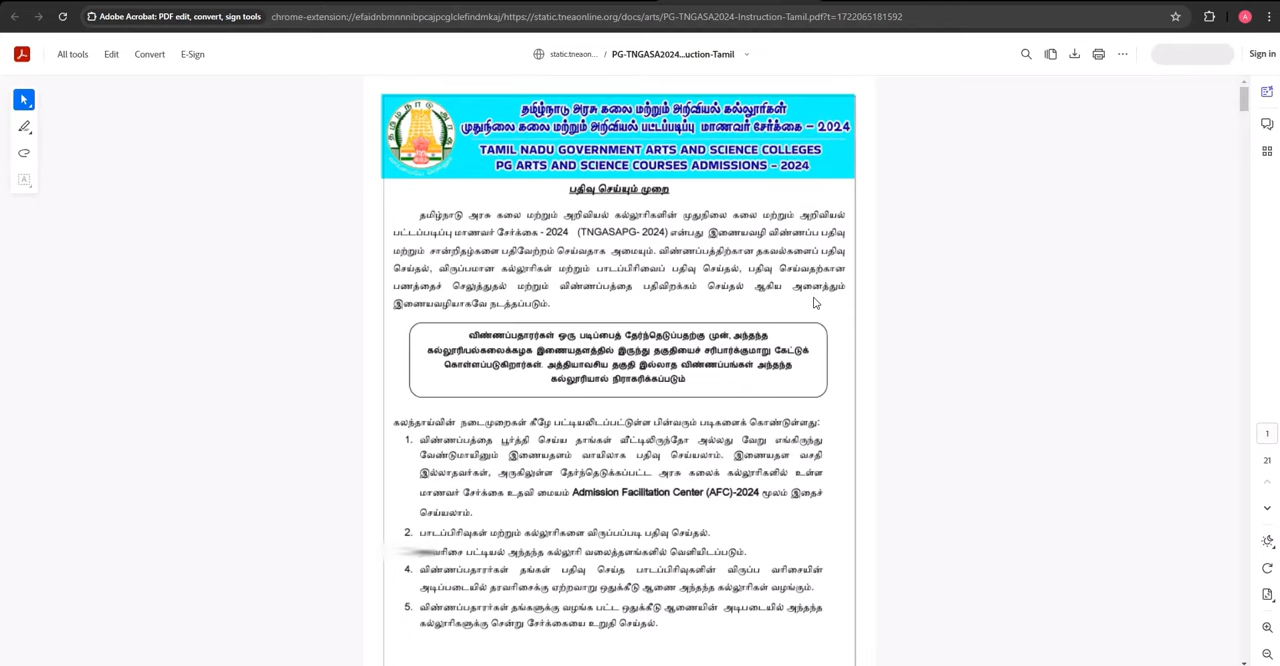 Adobe Acrobat: PDF edit, convert, sign tools
chrome-extension://efaidnbmnnnibpcajpcglclefindmkaj/https://static.tneaonline.org/docs/arts/PG-TNGASA2024-Instruction-Tamil.pdf?t=1722065181592
A
All tools Edit Convert E-Sign
static.tneaon... / PG-TNGASA2024...uction-Tamil
Sign in
தமிழ்நாடு அரசு கலை மற்றும் அறிவியல் கல்லூரிகள்
முதுநிலை கலை மற்றும் அறிவியல் பட்டப்படிப்பு மாணவர் சேர்க்கை - 2024
TAMIL NADU GOVERNMENT ARTS AND SCIENCE COLLEGES
PG ARTS AND SCIENCE COURSES ADMISSIONS - 2024
பதிவு செய்யும் முறை
தமிழ்நாடு அரசு கலை மற்றும் அறிவியல் கல்லூரிகளின் முதுநிலை கலை மற்றும் அறிவியல்
பட்டப்படிப்பு மாணவர் சேர்க்கை - 2024 (TNGASAPG- 2024) என்பது இணையவழி விண்ணப்ப பதிவு
மற்றும் சான்றிதழ்களை பதிவேற்றம் செய்வதாக அமையும். விண்ணப்பத்திற்கான தகவல்களைப் பதிவு
செய்தல், விருப்பமான கல்லூரிகள் மற்றும் பாடப்பிரிவைப் பதிவு செய்தல், பதிவு செய்வதற்கான
பணத்தைச் செலுத்துதல் மற்றும் விண்ணப்பத்தை பதிவிறக்கம் செய்தல் ஆகிய அனைத்தும்
இணையவழியாகவே நடத்தப்படும்.
விண்ணப்பதாரர்கள் ஒரு படிப்பைத் தேர்ந்தெடுப்பதற்கு முன், அந்தந்த
கல்லூரி/பல்கலைக்கழக இணையதளத்தில் இருந்து தகுதியைச் சரிபார்க்குமாறு கேட்டுக்
கொள்ளப்படுகிறார்கள். அத்தியாவசிய தகுதி இல்லாத விண்ணப்பங்கள் அந்தந்த
கல்லூரியால் நிராகரிக்கப்படும்
கலந்தாய்வின் நடைமுறைகள் கீழே பட்டியலிடப்பட்டுள்ள பின்வரும் படிகளைக் கொண்டுள்ளது:
1. விண்ணப்பத்தை பூர்த்தி செய்ய தாங்கள் வீட்டிலிருந்தோ அல்லது வேறு எங்கிருந்து
வேண்டுமாயினும் இணையதளம் வாயிலாக பதிவு செய்யலாம். இணையதள வசதி
இல்லாதவர்கள், அருகிலுள்ள தேர்ந்தெடுக்கப்பட்ட அரசு கலைக் கல்லூரிகளில் உள்ள
மாணவர் சேர்க்கை உதவி மையம் Admission Facilitation Center (AFC)-2024 மூலம் இதைச்
செய்யலாம்.
2. பாடப்பிரிவுகள் மற்றும் கல்லூரிகளை விருப்பப்படி பதிவு செய்தல்.
பட்டியல் அந்தந்த கல்லூரி வலைத்தளங்களில் வெளியிடப்படும்.
4. விண்ணப்பதாரர்கள் தங்கள் பதிவு செய்த பாடப்பிரிவுகளின் விருப்ப வரிசையின்
அடிப்படையில் தரவரிசைக்கு ஏற்றவாறு ஒதுக்கீடு ஆணை அந்தந்த கல்லூரிகள் வழங்கும்.
5. விண்ணப்பதாரர்கள் தங்களுக்கு வழங்க பட்ட ஒதுக்கீடு ஆணையின் அடிபடையில் அந்தந்த
கல்லூரிகளுக்கு சென்று சேர்க்கையை உறுதி செய்தல்.
1
21